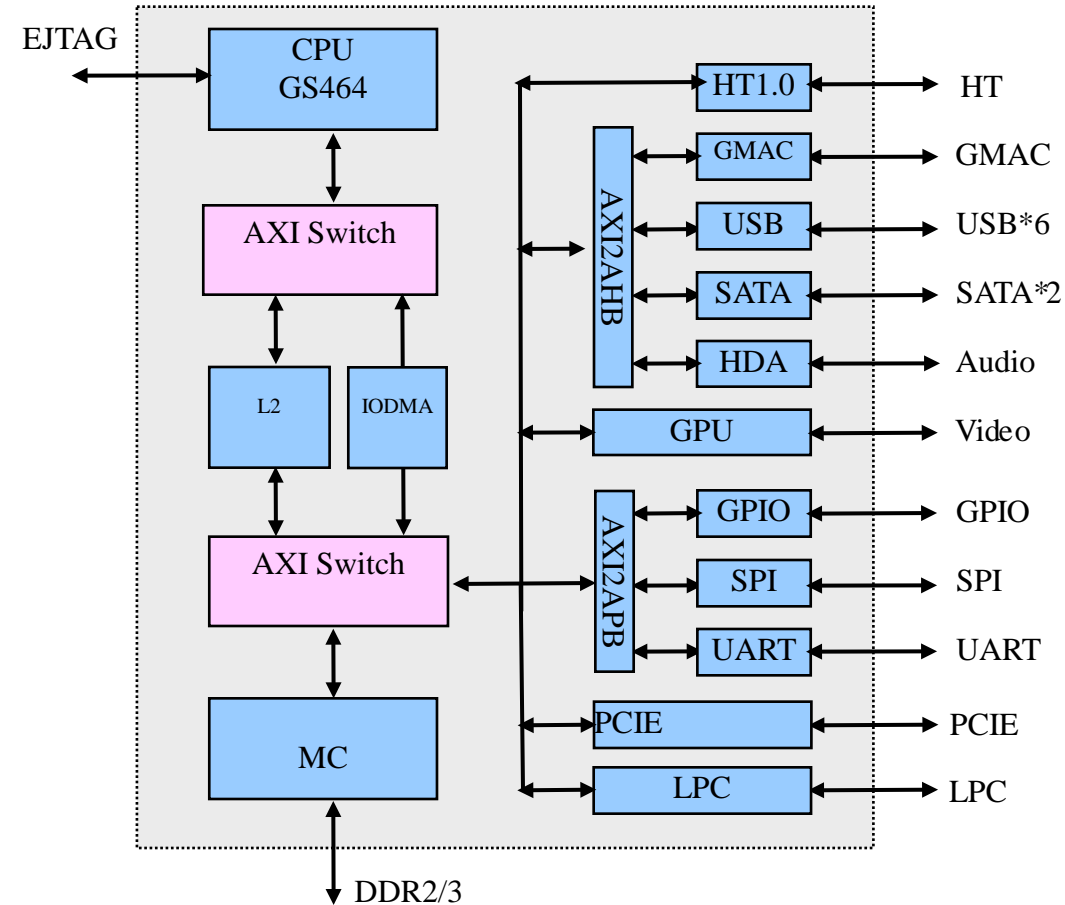 EJTAG
CPU
GS464
AXI Switch
L2
IODMA
AXI Switch
MC
DDR2/3
HT1.0
HT
AXI2AHB
GMAC
GMAC
USB
USB*6
SATA
SATA*2
HDA
Audio
GPU
Video
AXI2APB
GPIO
GPIO
SPI
SPI
UART
UART
PCIE
PCIE
LPC
LPC